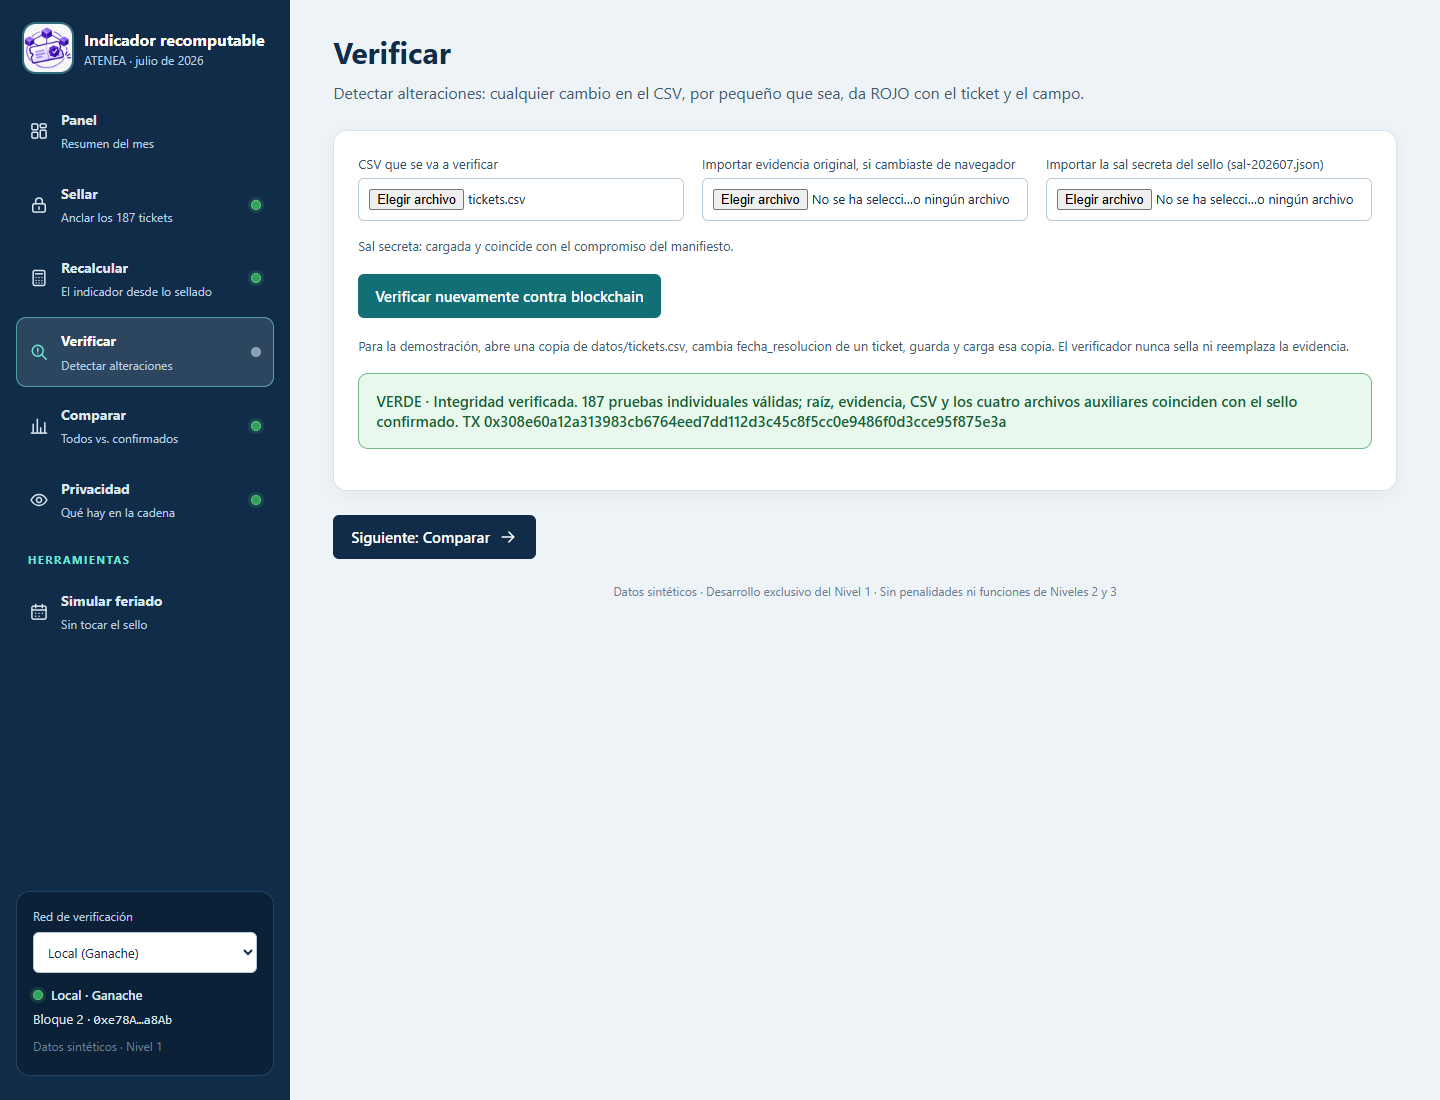 Indicador recomputable
ATENEA · julio de 2026
Panel
Resumen del mes
Sellar
Anclar los 187 tickets
Recalcular
El indicador desde lo sellado
Verificar
Detectar alteraciones
Comparar
Todos vs. confirmados
Privacidad
Qué hay en la cadena
HERRAMIENTAS
Simular feriado
Sin tocar el sello
Red de verificación
Local (Ganache)
Local · Ganache
Bloque 2 · 0xe78A…a8Ab
Datos sintéticos · Nivel 1
Verificar
Detectar alteraciones: cualquier cambio en el CSV, por pequeño que sea, da ROJO con el ticket y el campo.
CSV que se va a verificar
Elegir archivo tickets.csv
Importar evidencia original, si cambiaste de navegador
Elegir archivo No se ha selecci...o ningún archivo
Importar la sal secreta del sello (sal-202607.json)
Elegir archivo No se ha selecci...o ningún archivo
Sal secreta: cargada y coincide con el compromiso del manifiesto.
Verificar nuevamente contra blockchain
Para la demostración, abre una copia de datos/tickets.csv, cambia fecha_resolucion de un ticket, guarda y carga esa copia. El verificador nunca sella ni reemplaza la evidencia.
VERDE · Integridad verificada. 187 pruebas individuales válidas; raíz, evidencia, CSV y los cuatro archivos auxiliares coinciden con el sello
confirmado. TX 0x308e60a12a313983cb6764eed7dd112d3c45c8f5cc0e9486f0d3cce95f875e3a
Siguiente: Comparar →
Datos sintéticos · Desarrollo exclusivo del Nivel 1 · Sin penalidades ni funciones de Niveles 2 y 3